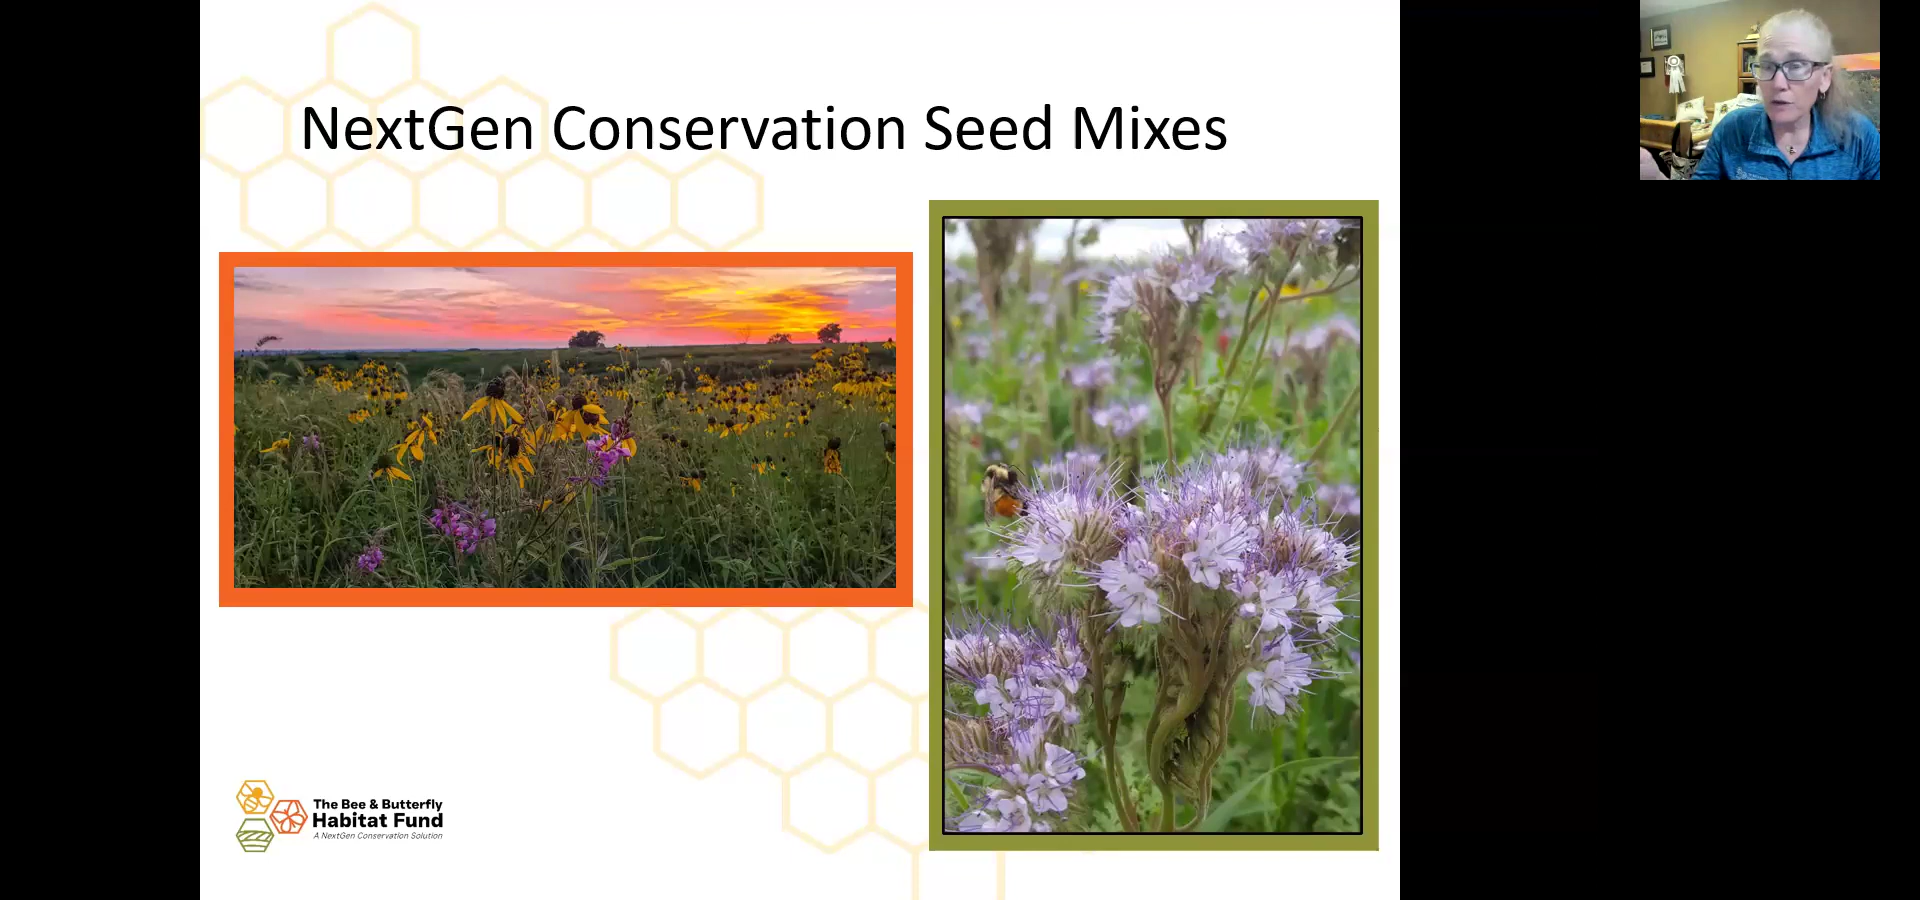 NextGen Conservation Seed Mixes
The Bee & Butterfly
Habitat Fund
A NextGen Conservation Solution